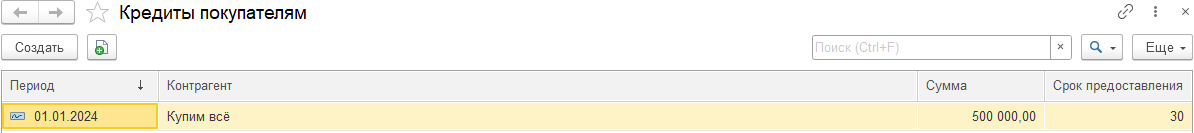 Кредиты покупателям
Создать
Поиск (Ctrl+F)
×
Еще
Период ↓ Контрагент Сумма Срок предоставления
01.01.2024 Купим всё 500 000,00 30